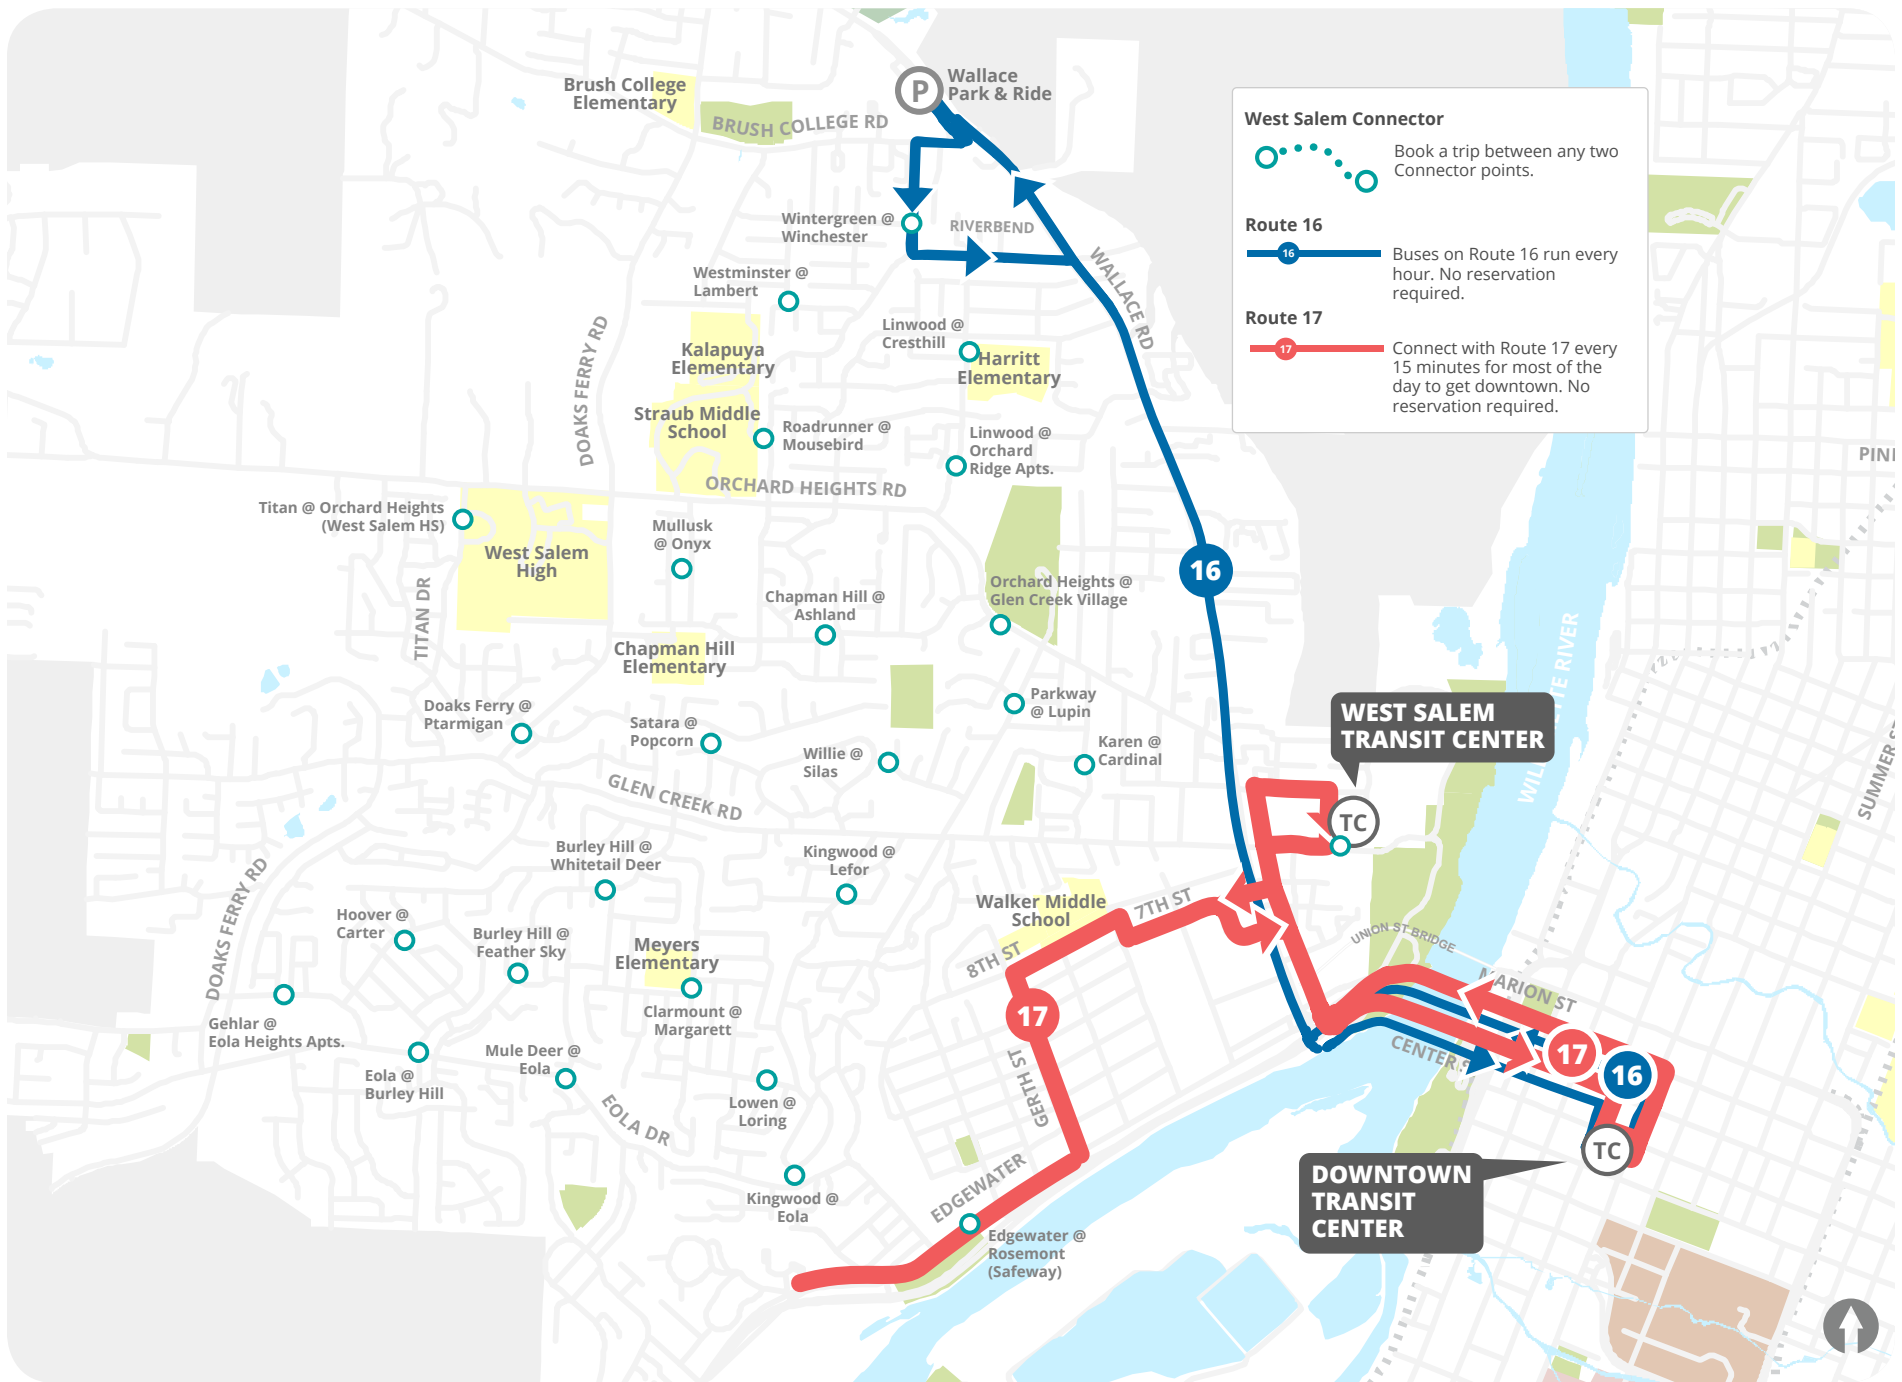 Brush College
Elementary
Wallace
Park & Ride
BRUSH COLLEGE RD
P
West Salem Connector
Book a trip between any two
Connector points.
Route 16
16
Buses on Route 16 run every
hour. No reservation
required.
Route 17
17
Connect with Route 17 every
15 minutes for most of the
day to get downtown. No
reservation required.
Wintergreen @
Winchester
RIVERBEND
WALLACE RD
Westminster @
Lambert
Linwood @
Cresthill
DOAKS FERRY RD
Kalapuya
Elementary
Harritt
Elementary
Straub Middle
School
Roadrunner @
Mousebird
Linwood @
Orchard
Ridge Apts.
ORCHARD HEIGHTS RD
Titan @ Orchard Heights
(West Salem HS)
West Salem
High
Mullusk
@ Onyx
TITAN DR
16
Orchard Heights @
Glen Creek Village
Chapman Hill @
Ashland
Chapman Hill
Elementary
Doaks Ferry @
Ptarmigan
Satara @
Popcorn
Willie @
Silas
Parkway
@ Lupin
Karen @
Cardinal
WEST SALEM
TRANSIT CENTER
TC
GLEN CREEK RD
Burley Hill @
Whitetail Deer
Kingwood @
Lefor
DOAKS FERRY RD
Hoover @
Carter
Burley Hill @
Feather Sky
Meyers
Elementary
Walker Middle
School
7TH ST
8TH ST
UNION ST BRIDGE
MARION ST
CENTER S
Gehlar @
Eola Heights Apts.
Clarmount @
Margarett
17
17
16
TC
GERTH ST
Eola @
Burley Hill
Mule Deer @
Eola
EOLA DR
Lowen @
Loring
Kingwood @
Eola
EDGEWATER
Edgewater @
Rosemont
(Safeway)
DOWNTOWN
TRANSIT
CENTER
RIVER
SUMMER S
PIN